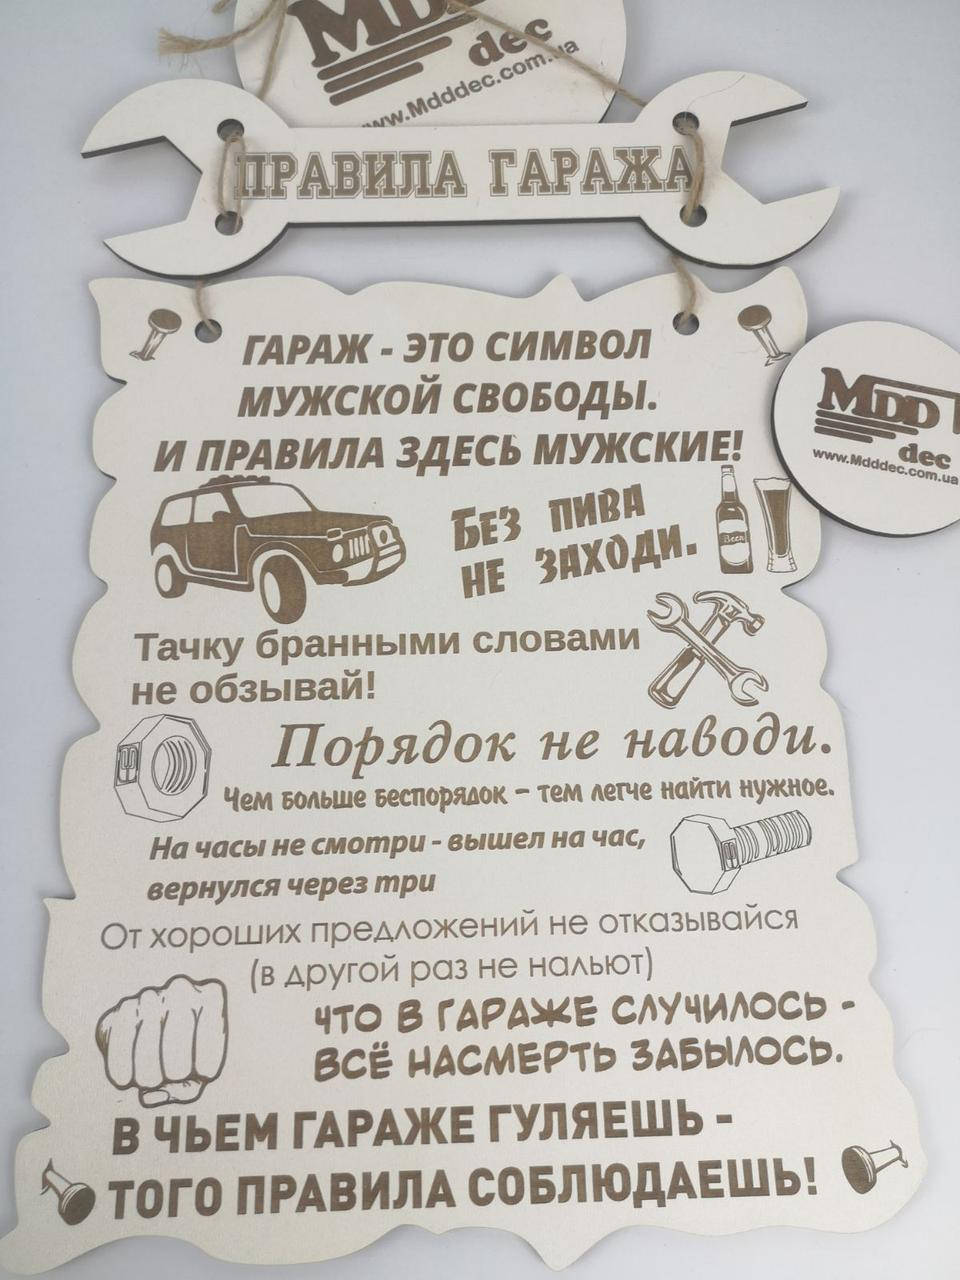 MDD
dec
www.Mdddec.com.ua
ПРАВИЛА ГАРАЖА
ГАРАЖ - ЭТО СИМВОЛ
МУЖСКОЙ СВОБОДЫ.
И ПРАВИЛА ЗДЕСЬ МУЖСКИЕ!
MDD
dec
www.Mdddec.com.ua
БЕЗ ПИВА
НЕ ЗАХОДИ.
Beer
Тачку бранными словами
не обзывай!
Порядок не наводи.
Чем больше беспорядок - тем легче найти нужное.
На часы не смотри - вышел на час,
вернулся через три
От хороших предложений не отказывайся
(в другой раз не нальют)
ЧТО В ГАРАЖЕ СЛУЧИЛОСЬ -
ВСЁ НАСМЕРТЬ ЗАБЫЛОСЬ.
В ЧЬЕМ ГАРАЖЕ ГУЛЯЕШЬ -
ТОГО ПРАВИЛА СОБЛЮДАЕШЬ!